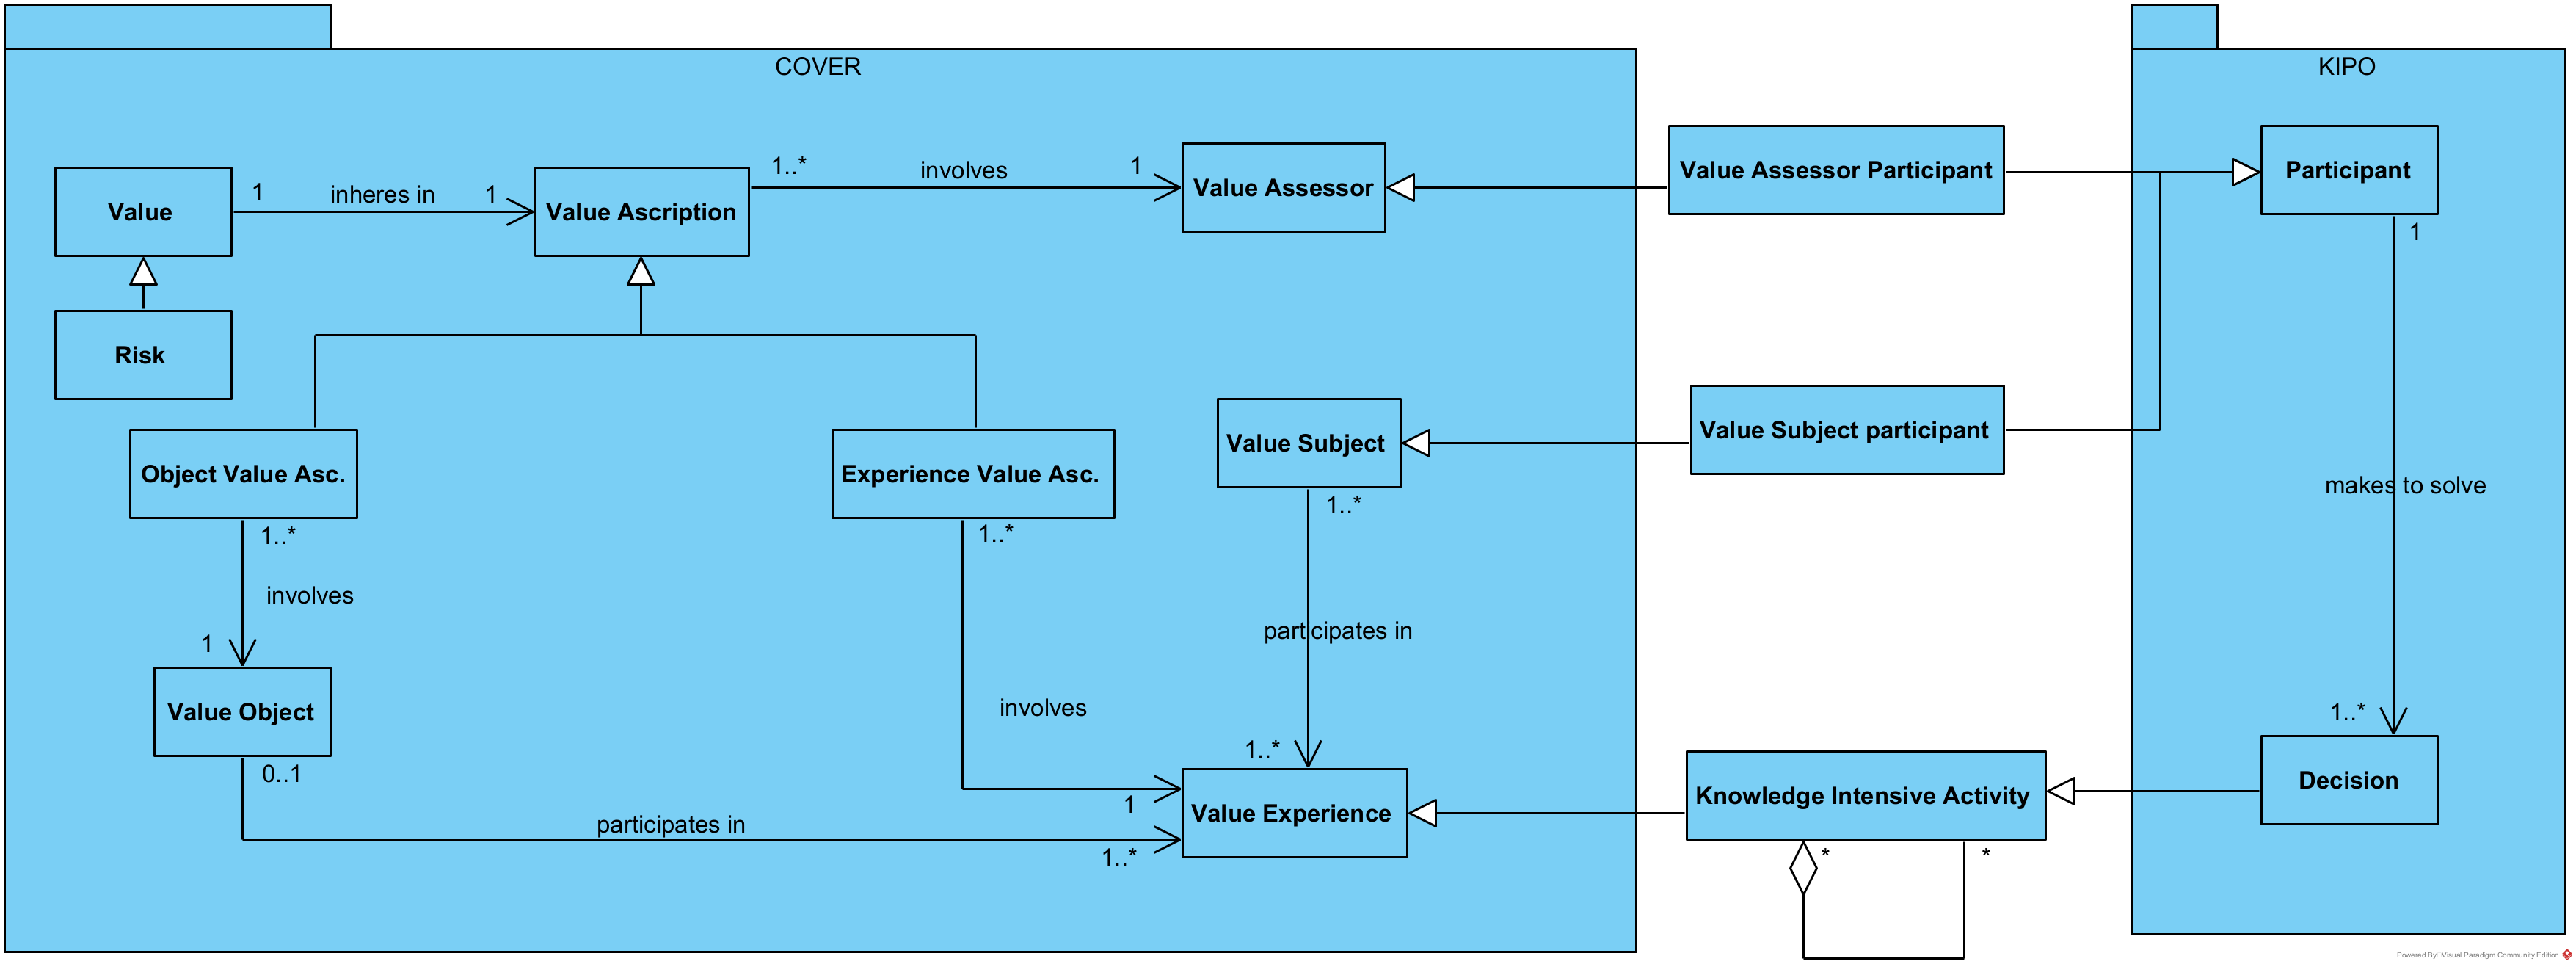 COVER
KIPO
Value
1
inheres in
1
Value Ascription
1..*
involves
1
Value Assessor
Value Assessor Participant
Participant
1
Risk
Object Value Asc.
1..*
Experience Value Asc.
1..*
Value Subject
1..*
Value Subject participant
makes to solve
involves
1
participates in
Value Object
0..1
involves
1
1..*
Value Experience
participates in
1..*
Knowledge Intensive Activity
*
*
1..*
Decision
Powered By: Visual Paradigm Community Edition